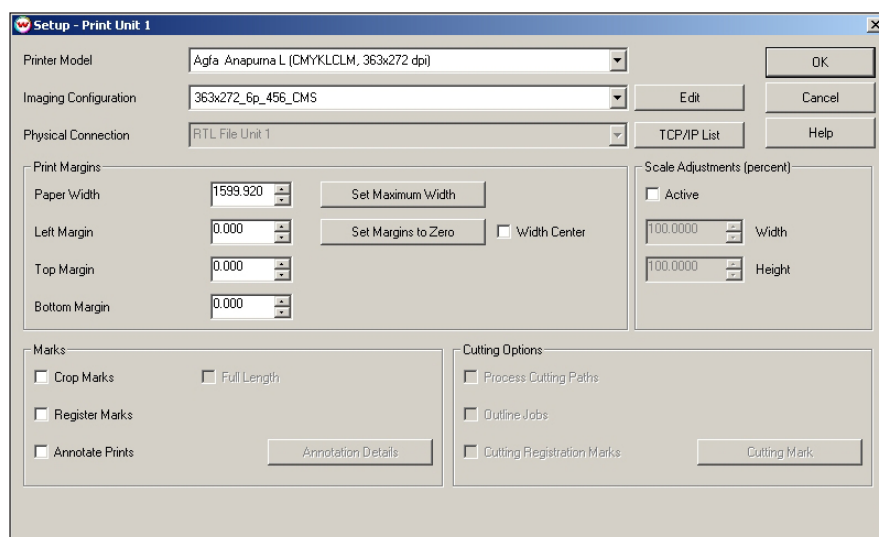 Setup - Print Unit 1
Printer Model
Agfa Anapurna L (CMYKLCLM, 363x272 dpi)
OK
Imaging Configuration
363x272_6p_456_CMS
Edit
Cancel
Physical Connection
RTL File Unit 1
TCP/IP List
Help
Print Margins
Paper Width
1599.920
Set Maximum Width
Left Margin
0.000
Set Margins to Zero
Width Center
Top Margin
0.000
Bottom Margin
0.000
Scale Adjustments (percent)
Active
100.0000
Width
100.0000
Height
Marks
Crop Marks
Full Length
Register Marks
Annotate Prints
Annotation Details
Cutting Options
Process Cutting Paths
Outline Jobs
Cutting Registration Marks
Cutting Mark